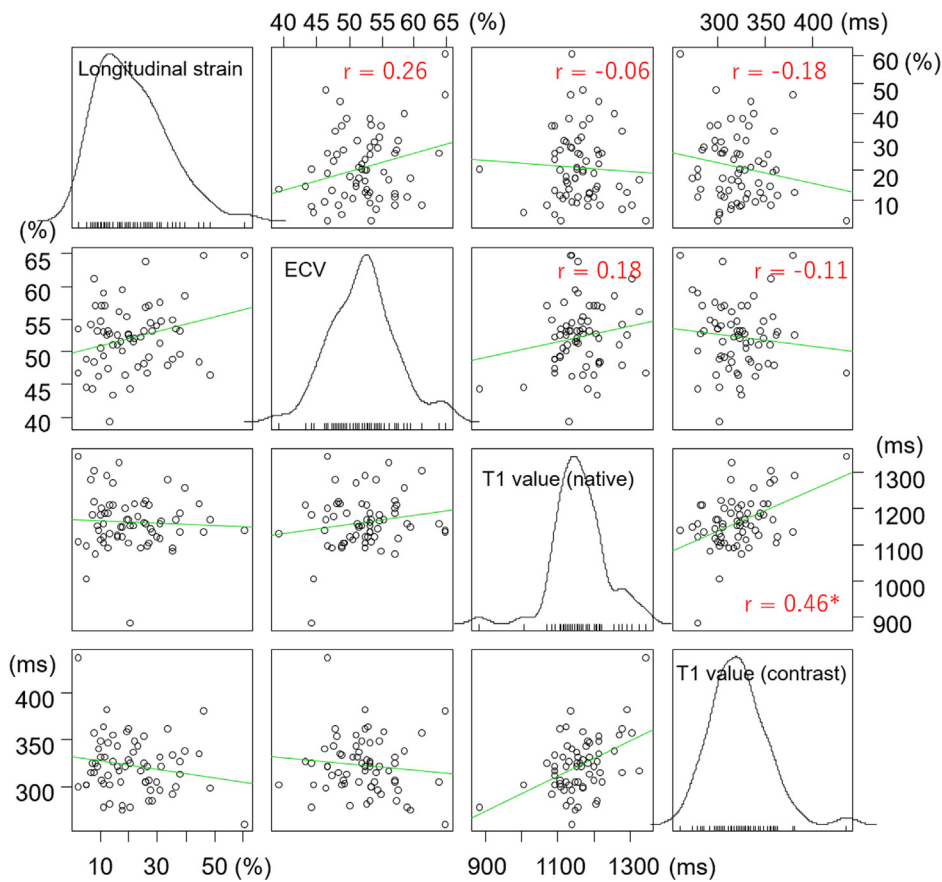 40 45 50 55 60 65 (%)
300 350 400 (ms)
Longitudinal strain
r = 0.26
r = -0.06
r = -0.18
60 (%)
50
40
30
20
10
(%)
65
60
55
50
45
40
ECV
r = 0.18
r = -0.11
T1 value (native)
r = 0.46*
(ms)
1300
1200
1100
1000
900
(ms)
400
350
300
T1 value (contrast)
10 30 50 (%)
900 1100 1300 (ms)